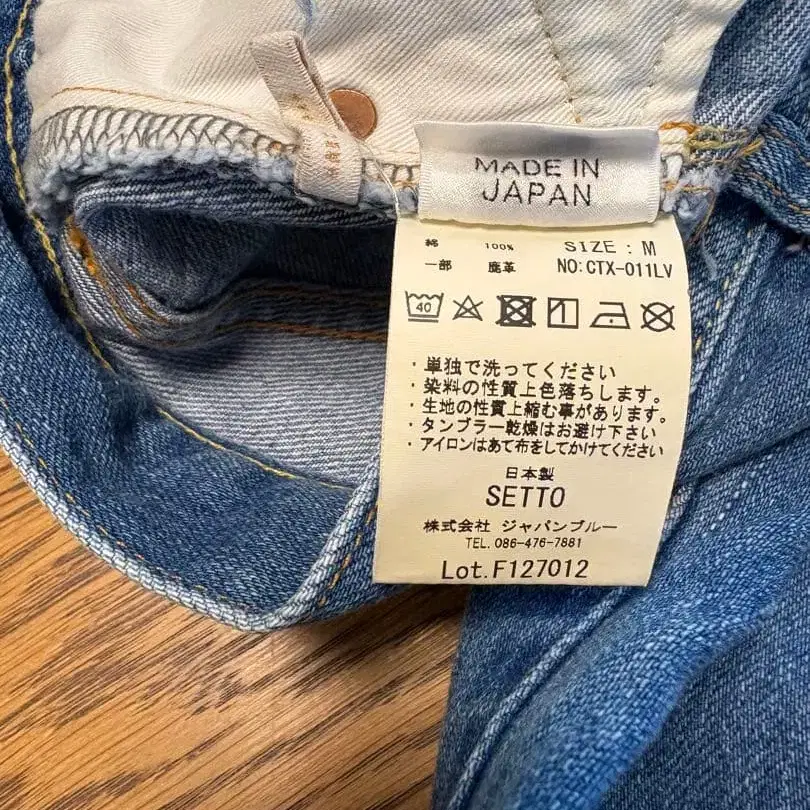 MADE IN
JAPAN
綿 100% SIZE : M
一部 鹿革 NO:CTX-011LV
40
・単独で洗ってください
・染料の性質上色落ちします。
・生地の性質上縮む事があります。
・タンブラー乾燥はお避け下さい
・アイロンはあて布をしてかけてください
日本製
SETTO
株式会社 ジャパンブルー
TEL. 086-476-7881
Lot.F127012